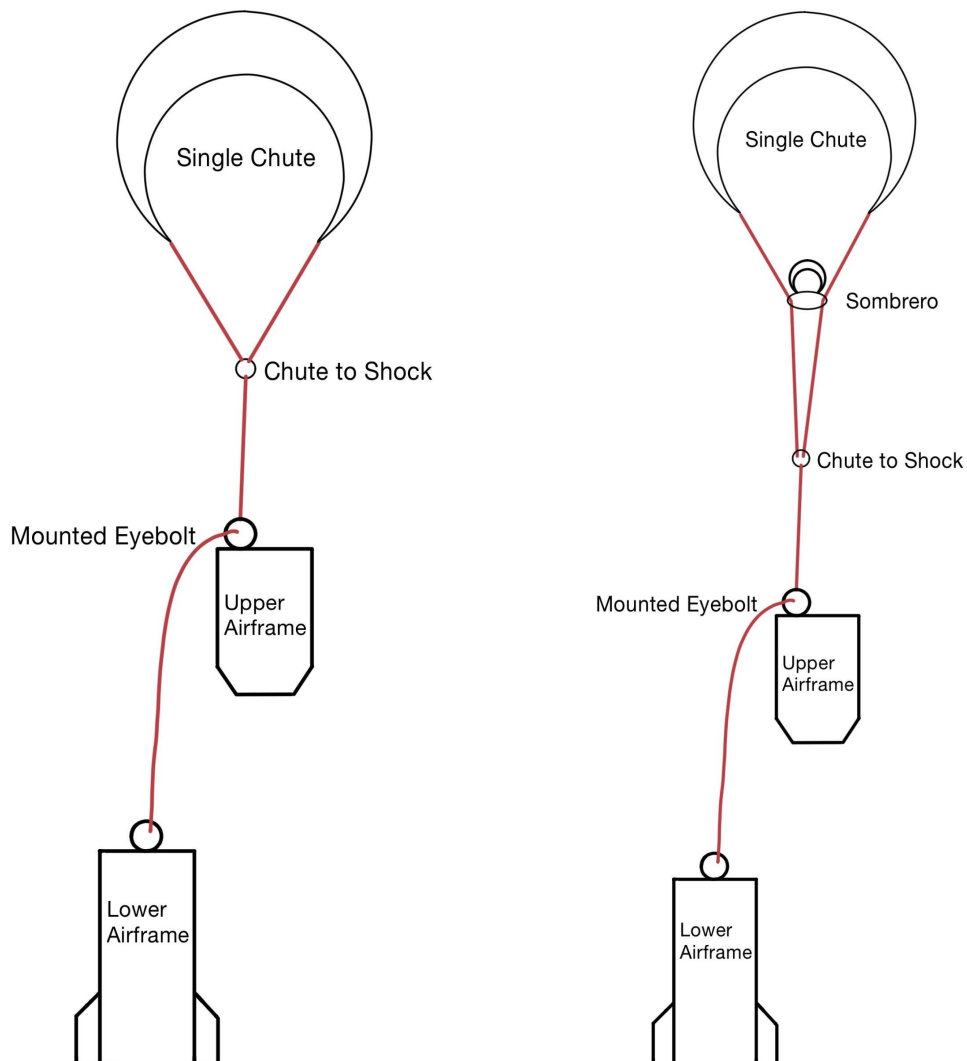 Single Chute
Chute to Shock
Mounted Eyebolt
Upper
Airframe
Lower
Airframe
Single Chute
Sombrero
Chute to Shock
Mounted Eyebolt
Upper
Airframe
Lower
Airframe